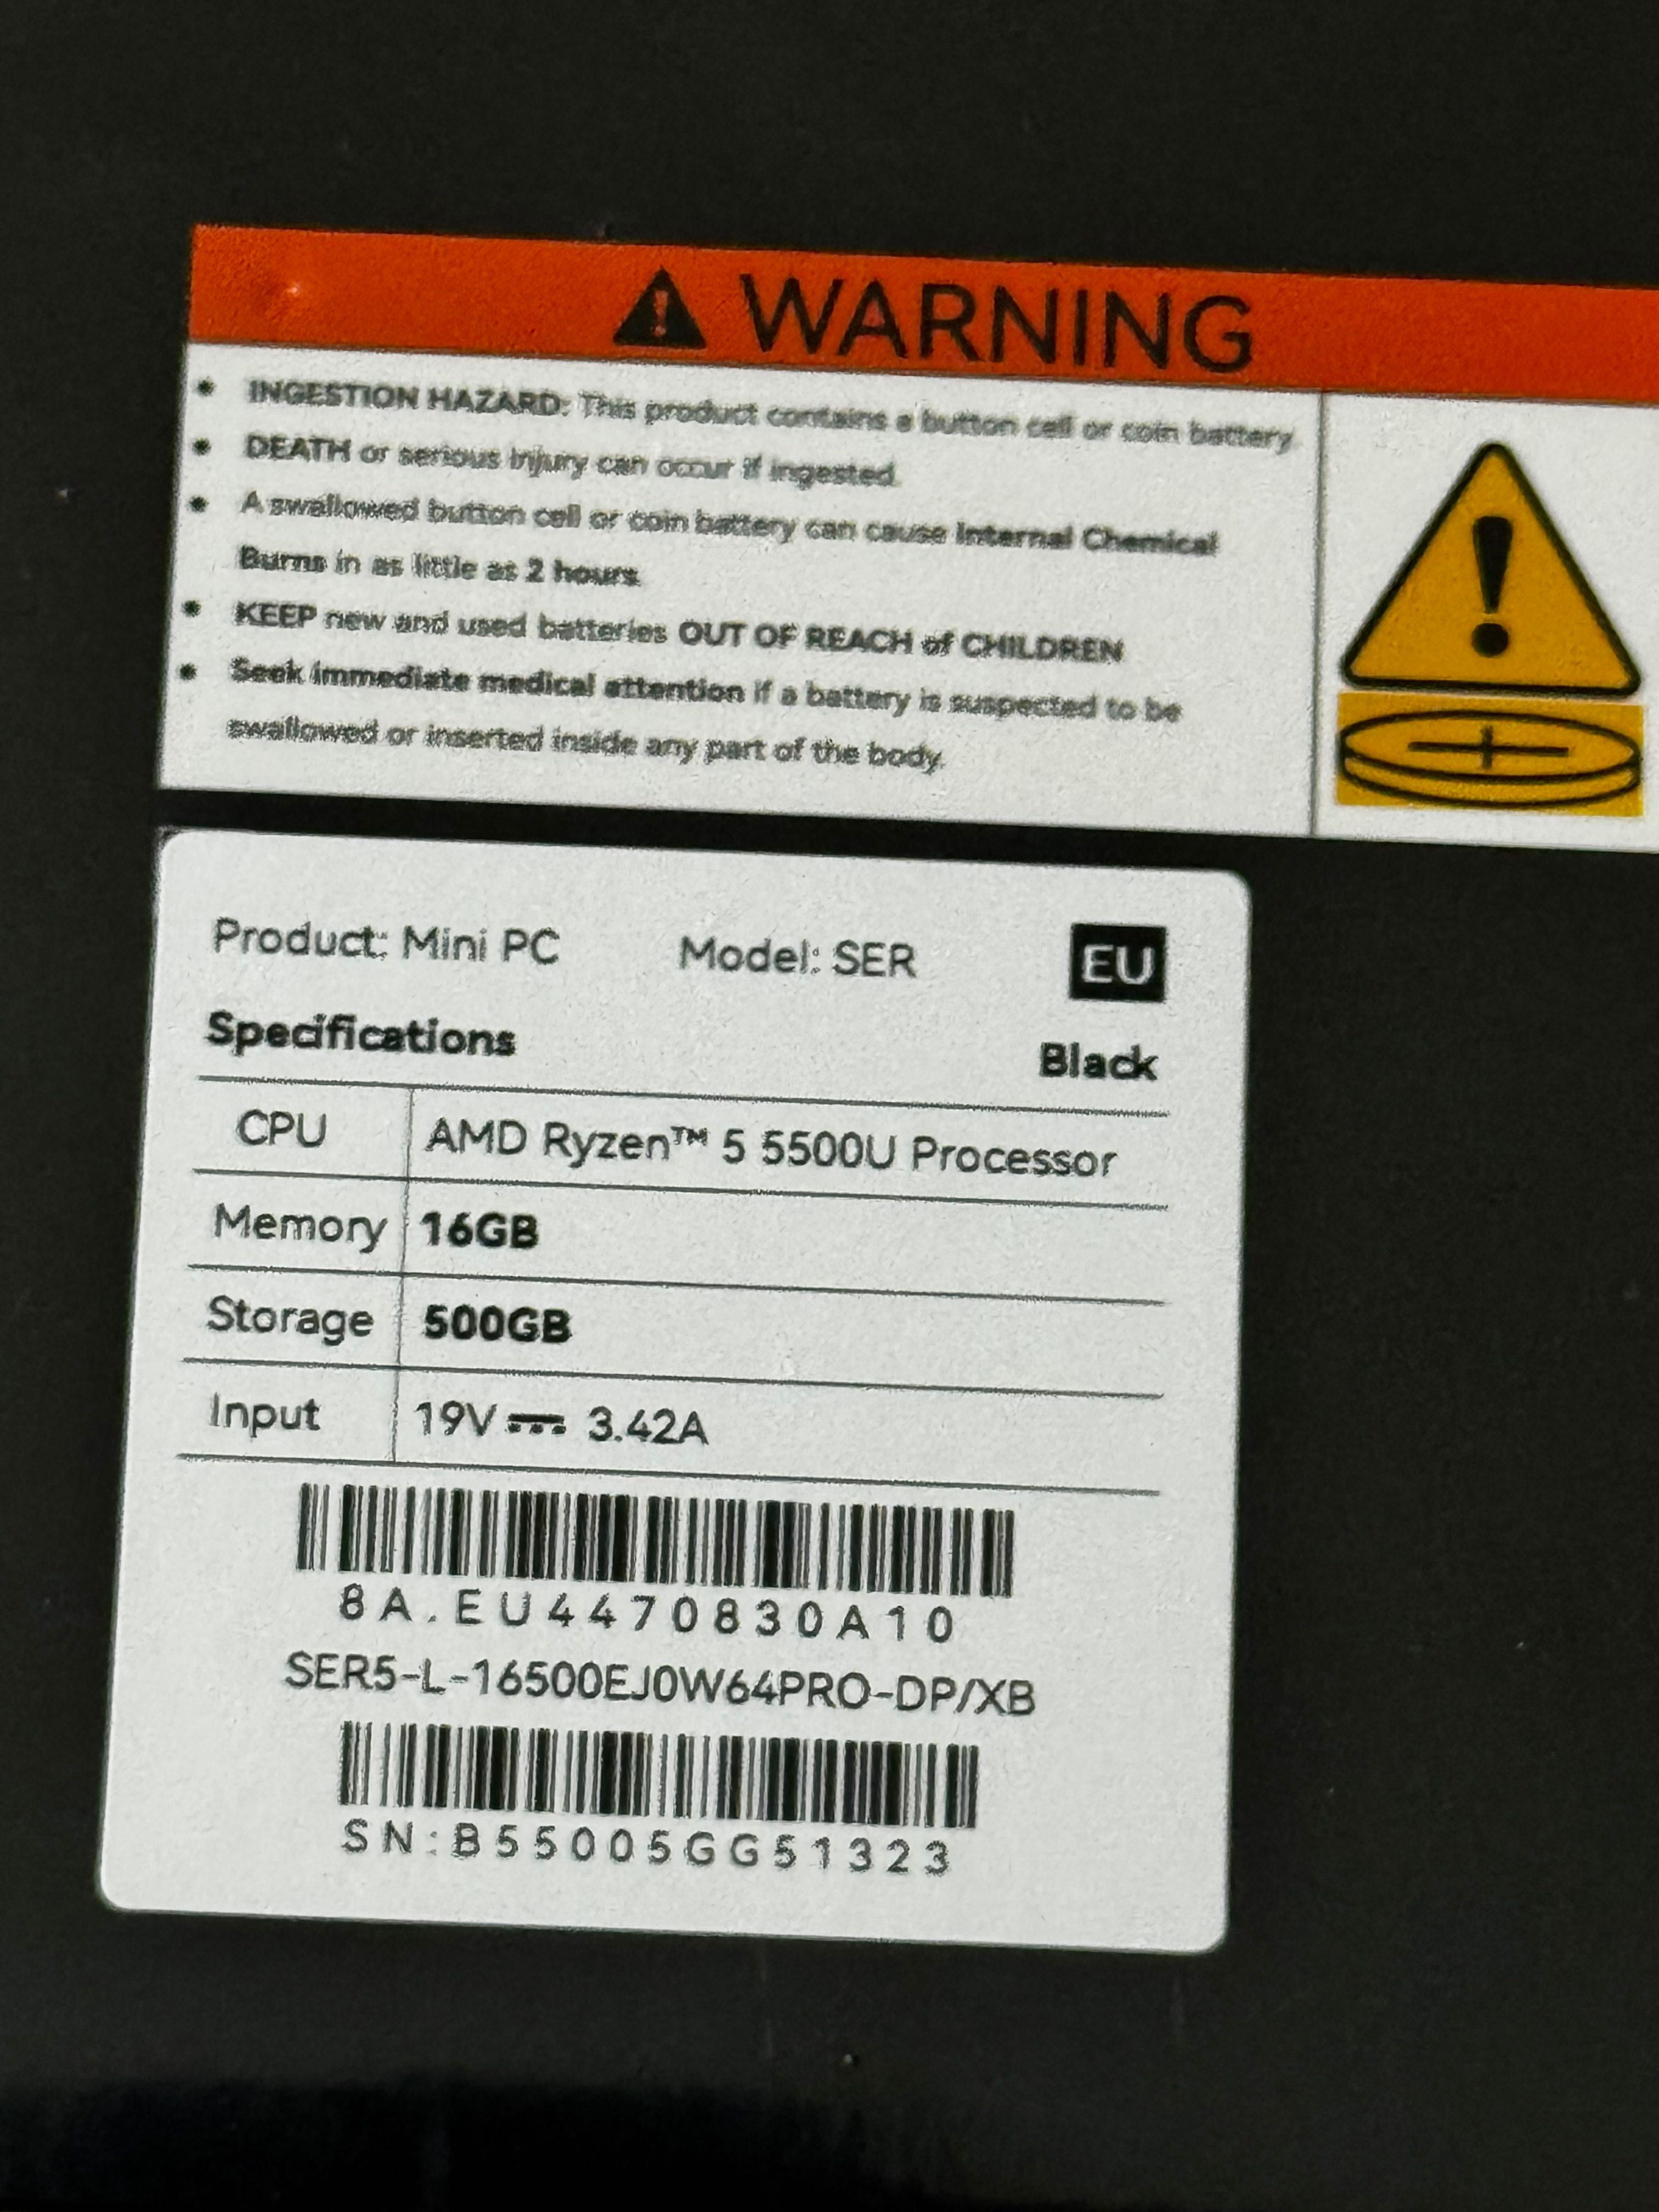 WARNING
• INGESTION HAZARD: This product contains a button cell or coin battery.
• DEATH or serious injury can occur if ingested.
• A swallowed button cell or coin battery can cause Internal Chemical
Burns in as little as 2 hours.
• KEEP new and used batteries OUT OF REACH of CHILDREN
• Seek immediate medical attention if a battery is suspected to be
swallowed or inserted inside any part of the body.
Product: Mini PC Model: SER EU
Specifications Black
CPU AMD Ryzen™ 5 5500U Processor
Memory 16GB
Storage 500GB
Input 19V⎓ 3.42A
8A.EU4470830A10
SER5-L-16500EJ0W64PRO-DP/XB
SN:B55005GG51323